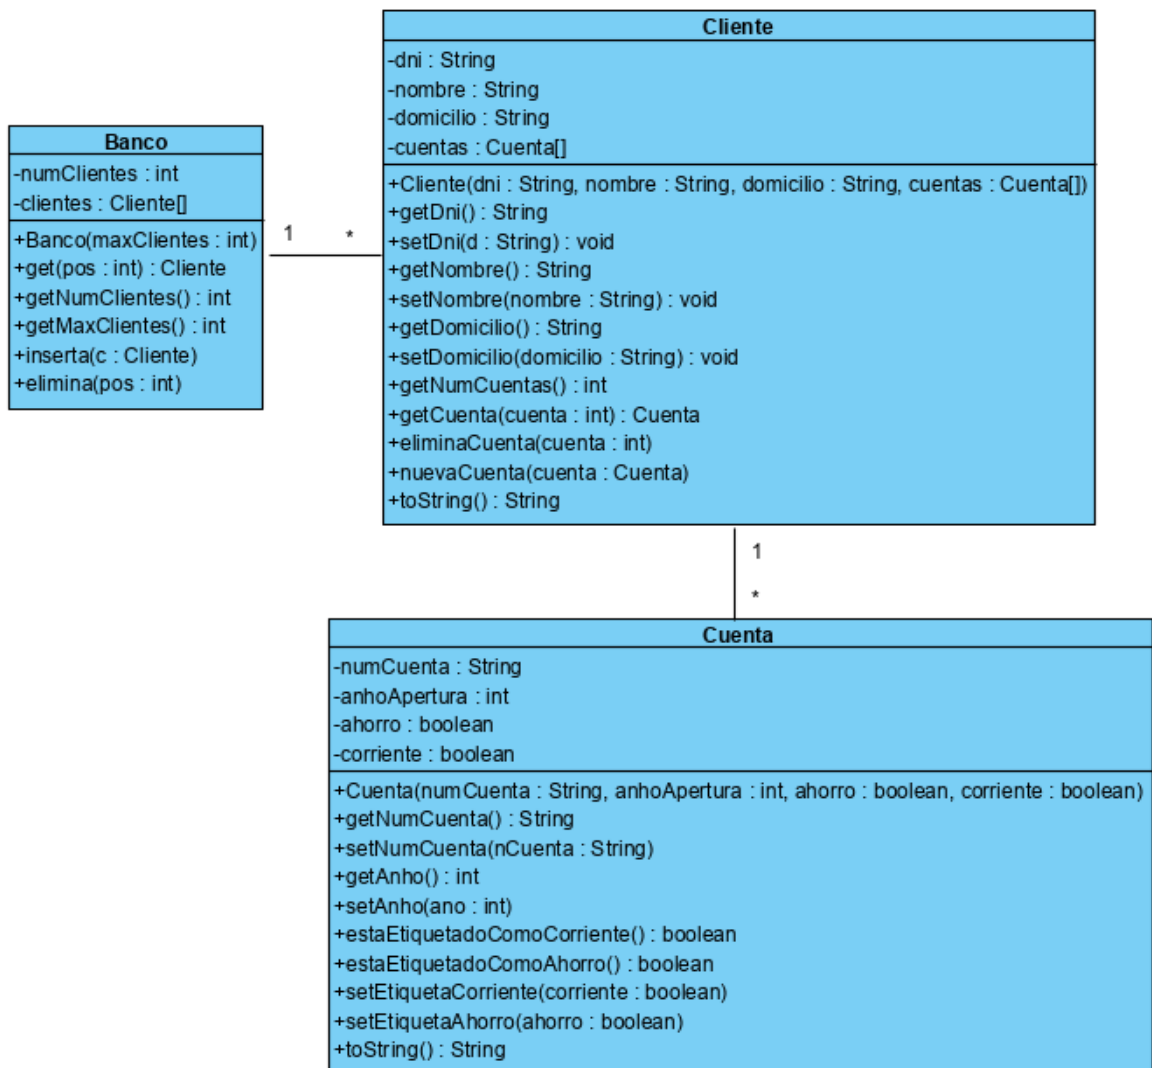 Cliente
-dni : String
-nombre : String
-domicilio : String
-cuentas : Cuenta[]
+Cliente(dni : String, nombre : String, domicilio : String, cuentas : Cuenta[])
+getDni() : String
+setDni(d : String) : void
+getNombre() : String
+setNombre(nombre : String) : void
+getDomicilio() : String
+setDomicilio(domicilio : String) : void
+getNumCuentas() : int
+getCuenta(cuenta : int) : Cuenta
+eliminaCuenta(cuenta : int)
+nuevaCuenta(cuenta : Cuenta)
+toString() : String
Banco
-numClientes : int
-clientes : Cliente[]
+Banco(maxClientes : int)
+get(pos : int) : Cliente
+getNumClientes() : int
+getMaxClientes() : int
+inserta(c : Cliente)
+elimina(pos : int)
1 *
1
*
Cuenta
-numCuenta : String
-anhoApertura : int
-ahorro : boolean
-corriente : boolean
+Cuenta(numCuenta : String, anhoApertura : int, ahorro : boolean, corriente : boolean)
+getNumCuenta() : String
+setNumCuenta(nCuenta : String)
+getAnho() : int
+setAnho(ano : int)
+estaEtiquetadoComoCorriente() : boolean
+estaEtiquetadoComoAhorro() : boolean
+setEtiquetaCorriente(corriente : boolean)
+setEtiquetaAhorro(ahorro : boolean)
+toString() : String